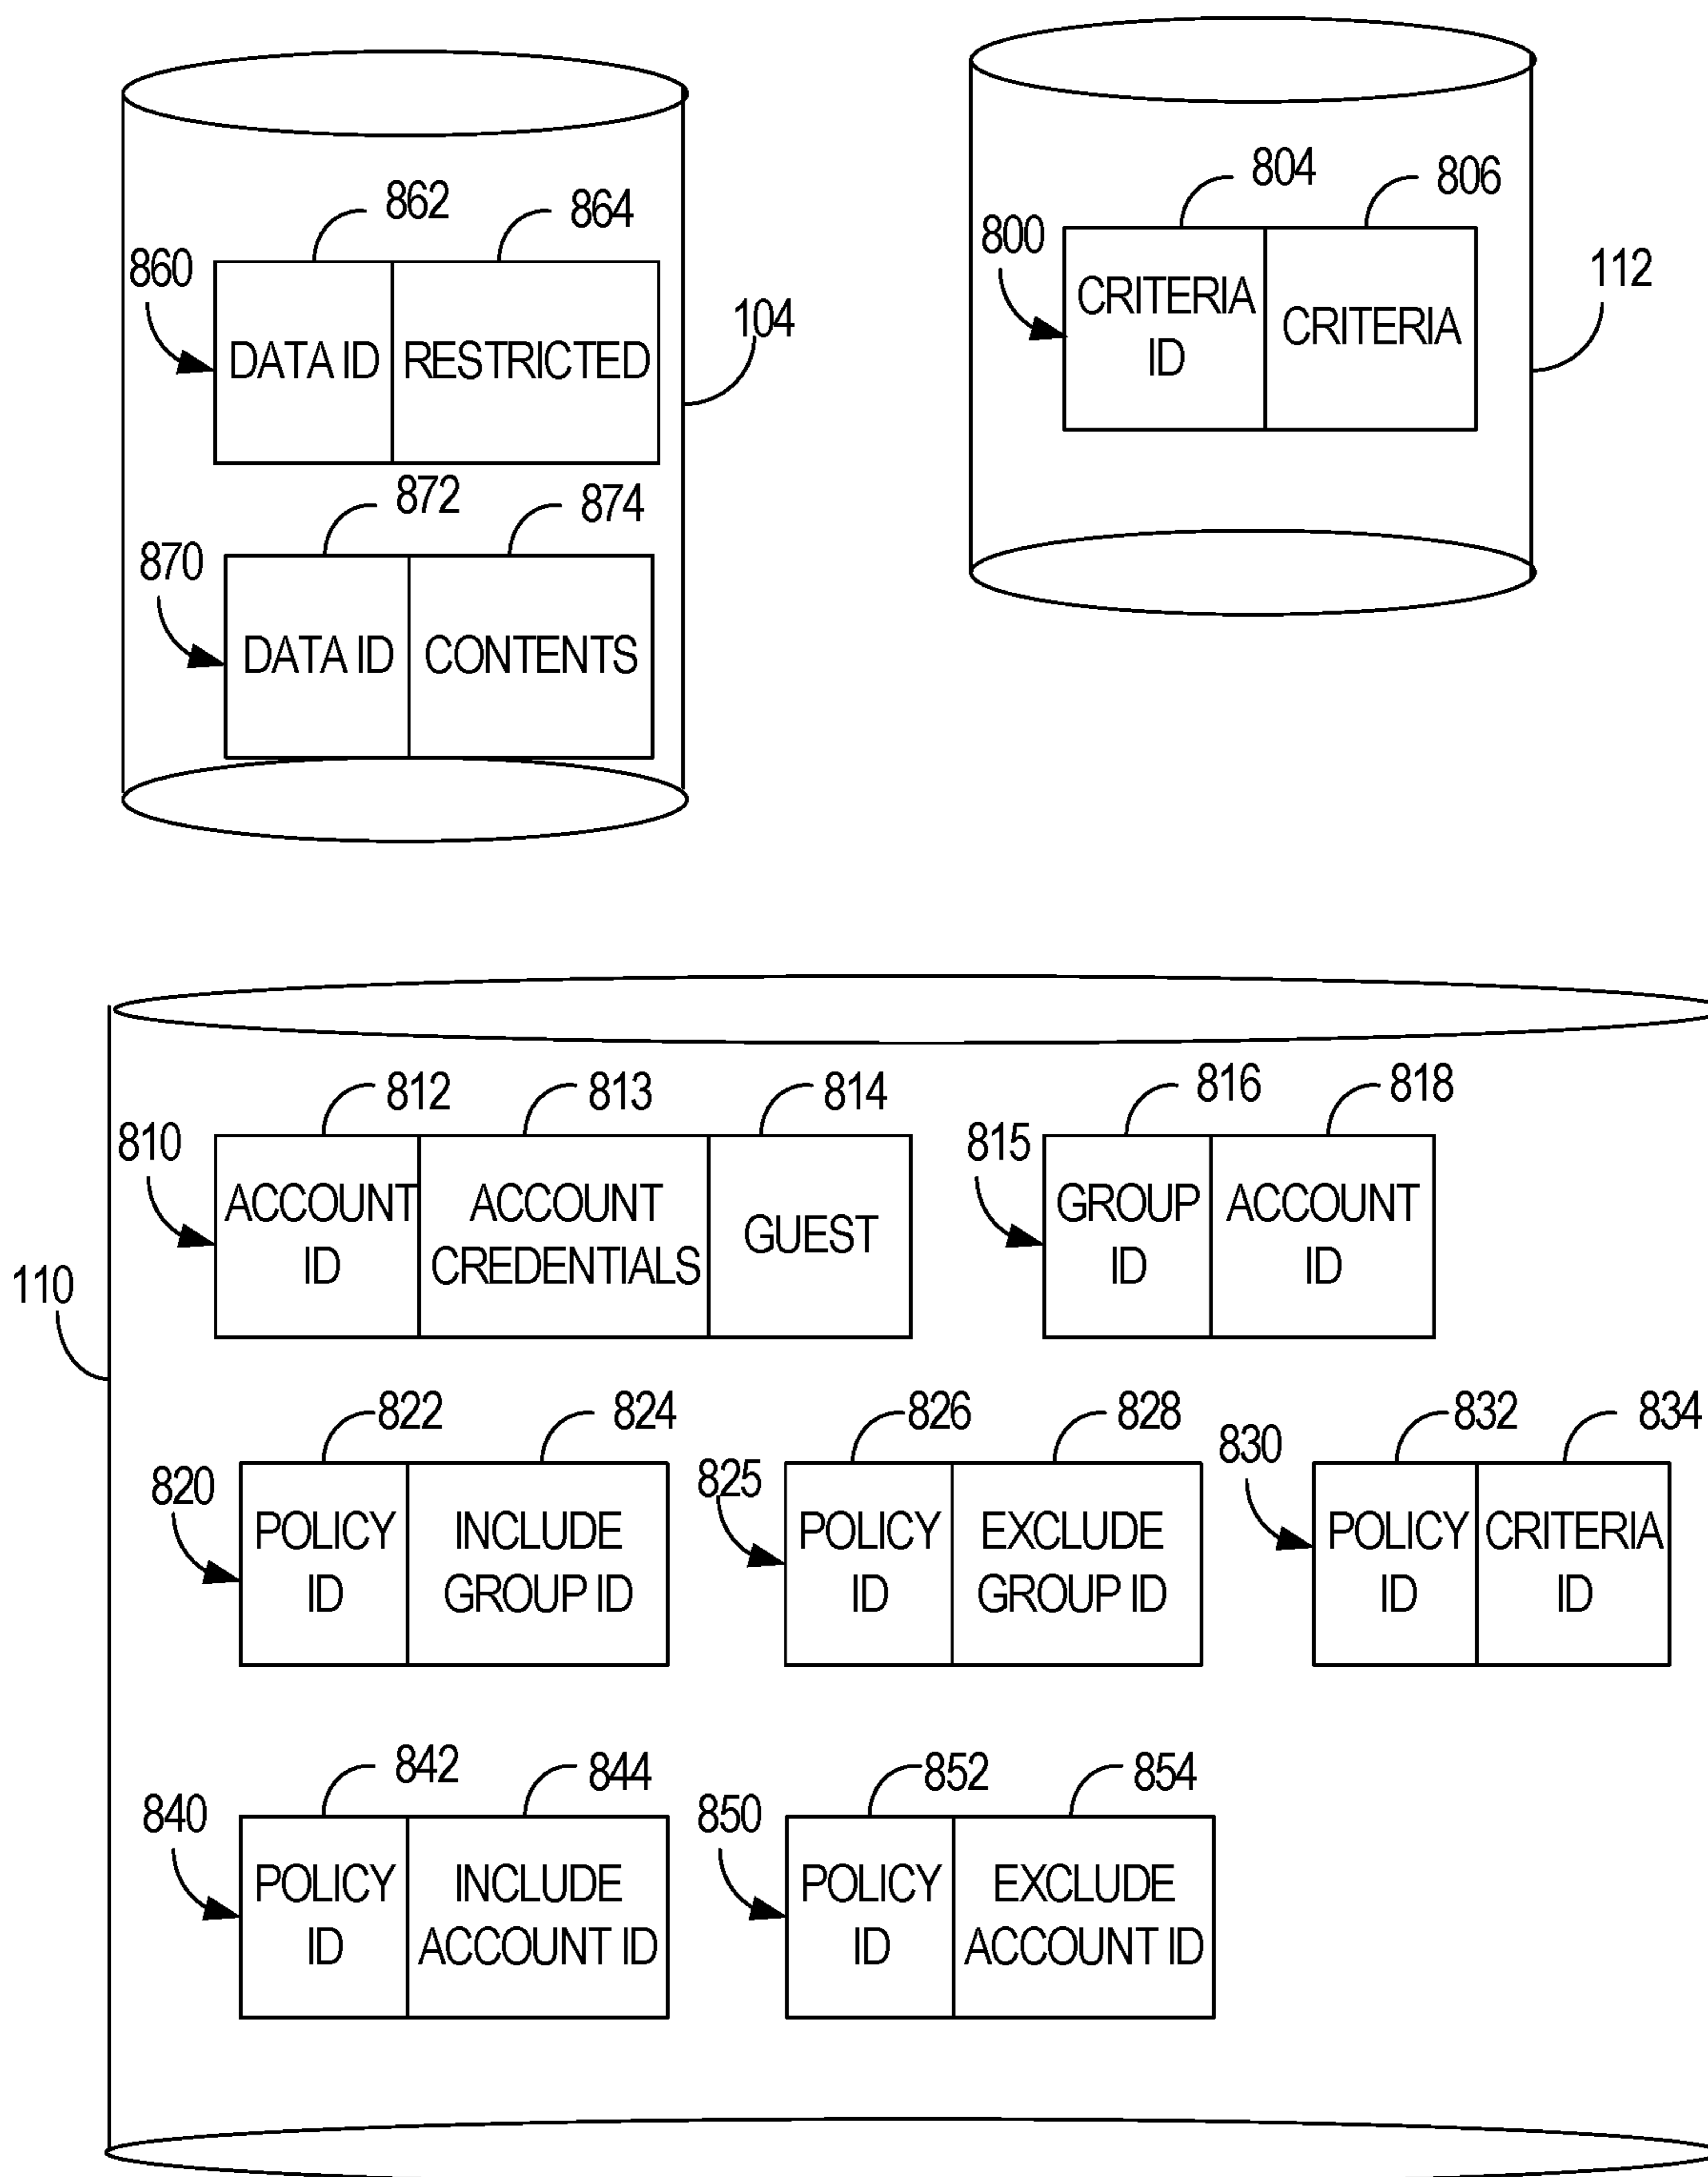 862
864
860
DATA ID
RESTRICTED
104
872
874
870
DATA ID
CONTENTS
804
806
800
CRITERIA
ID
CRITERIA
112
110
812
813
814
810
ACCOUNT
ID
ACCOUNT
CREDENTIALS
GUEST
816
818
815
GROUP
ID
ACCOUNT
ID
822
824
820
POLICY
ID
INCLUDE
GROUP ID
826
828
825
POLICY
ID
EXCLUDE
GROUP ID
832
834
830
POLICY
ID
CRITERIA
ID
842
844
840
POLICY
ID
INCLUDE
ACCOUNT ID
852
854
850
POLICY
ID
EXCLUDE
ACCOUNT ID